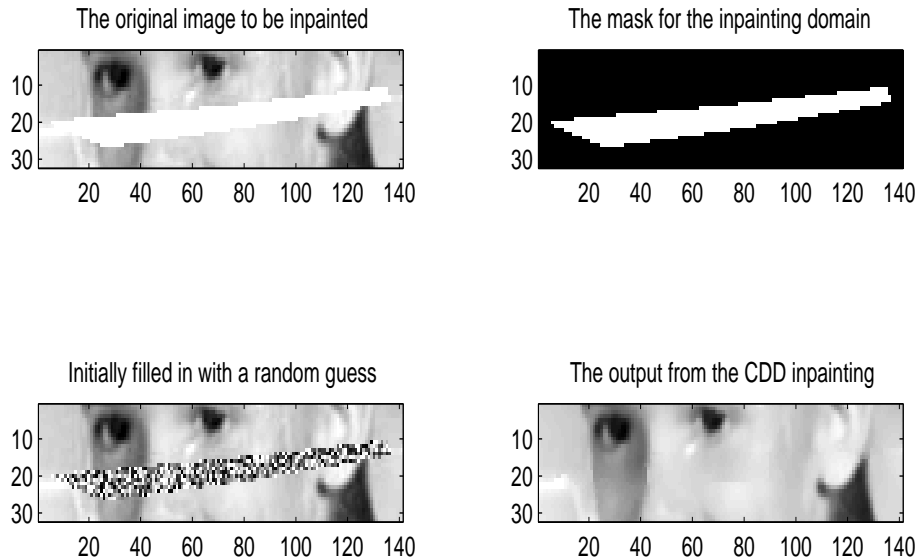 The original image to be inpainted
The mask for the inpainting domain
10
20
30
20 40 60 80 100 120 140
10
20
30
20 40 60 80 100 120 140
Initially filled in with a random guess
The output from the CDD inpainting
10
20
30
20 40 60 80 100 120 140
10
20
30
20 40 60 80 100 120 140